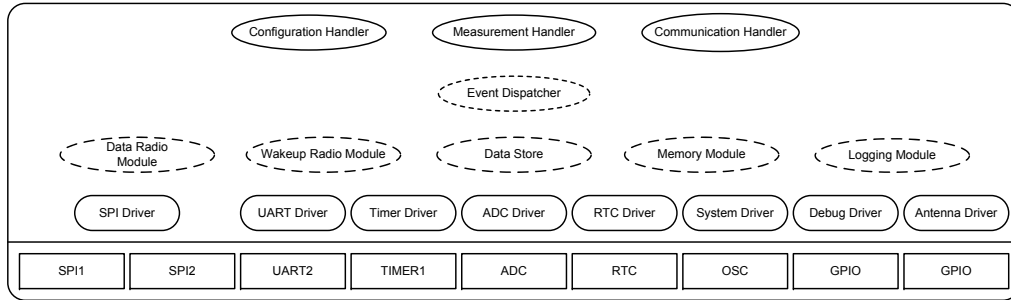 Configuration Handler
Measurement Handler
Communication Handler
Event Dispatcher
Data Radio
Module
Wakeup Radio Module
Data Store
Memory Module
Logging Module
SPI Driver
UART Driver
Timer Driver
ADC Driver
RTC Driver
System Driver
Debug Driver
Antenna Driver
SPI1
SPI2
UART2
TIMER1
ADC
RTC
OSC
GPIO
GPIO